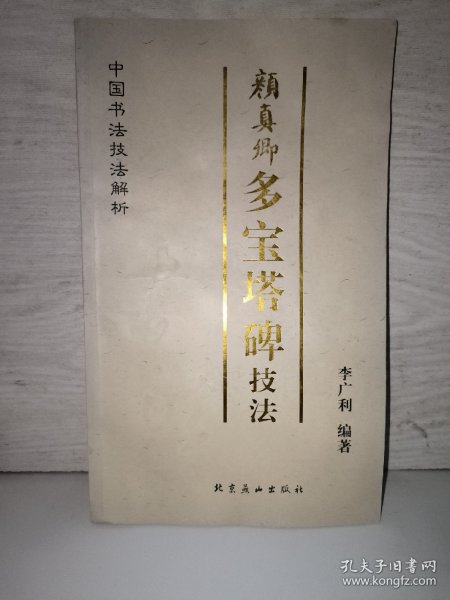 中国书法技法解析
颜真卿多宝塔碑技法
李广利 编著
北京燕山出版社
孔夫子旧书网
www.kongfz.com